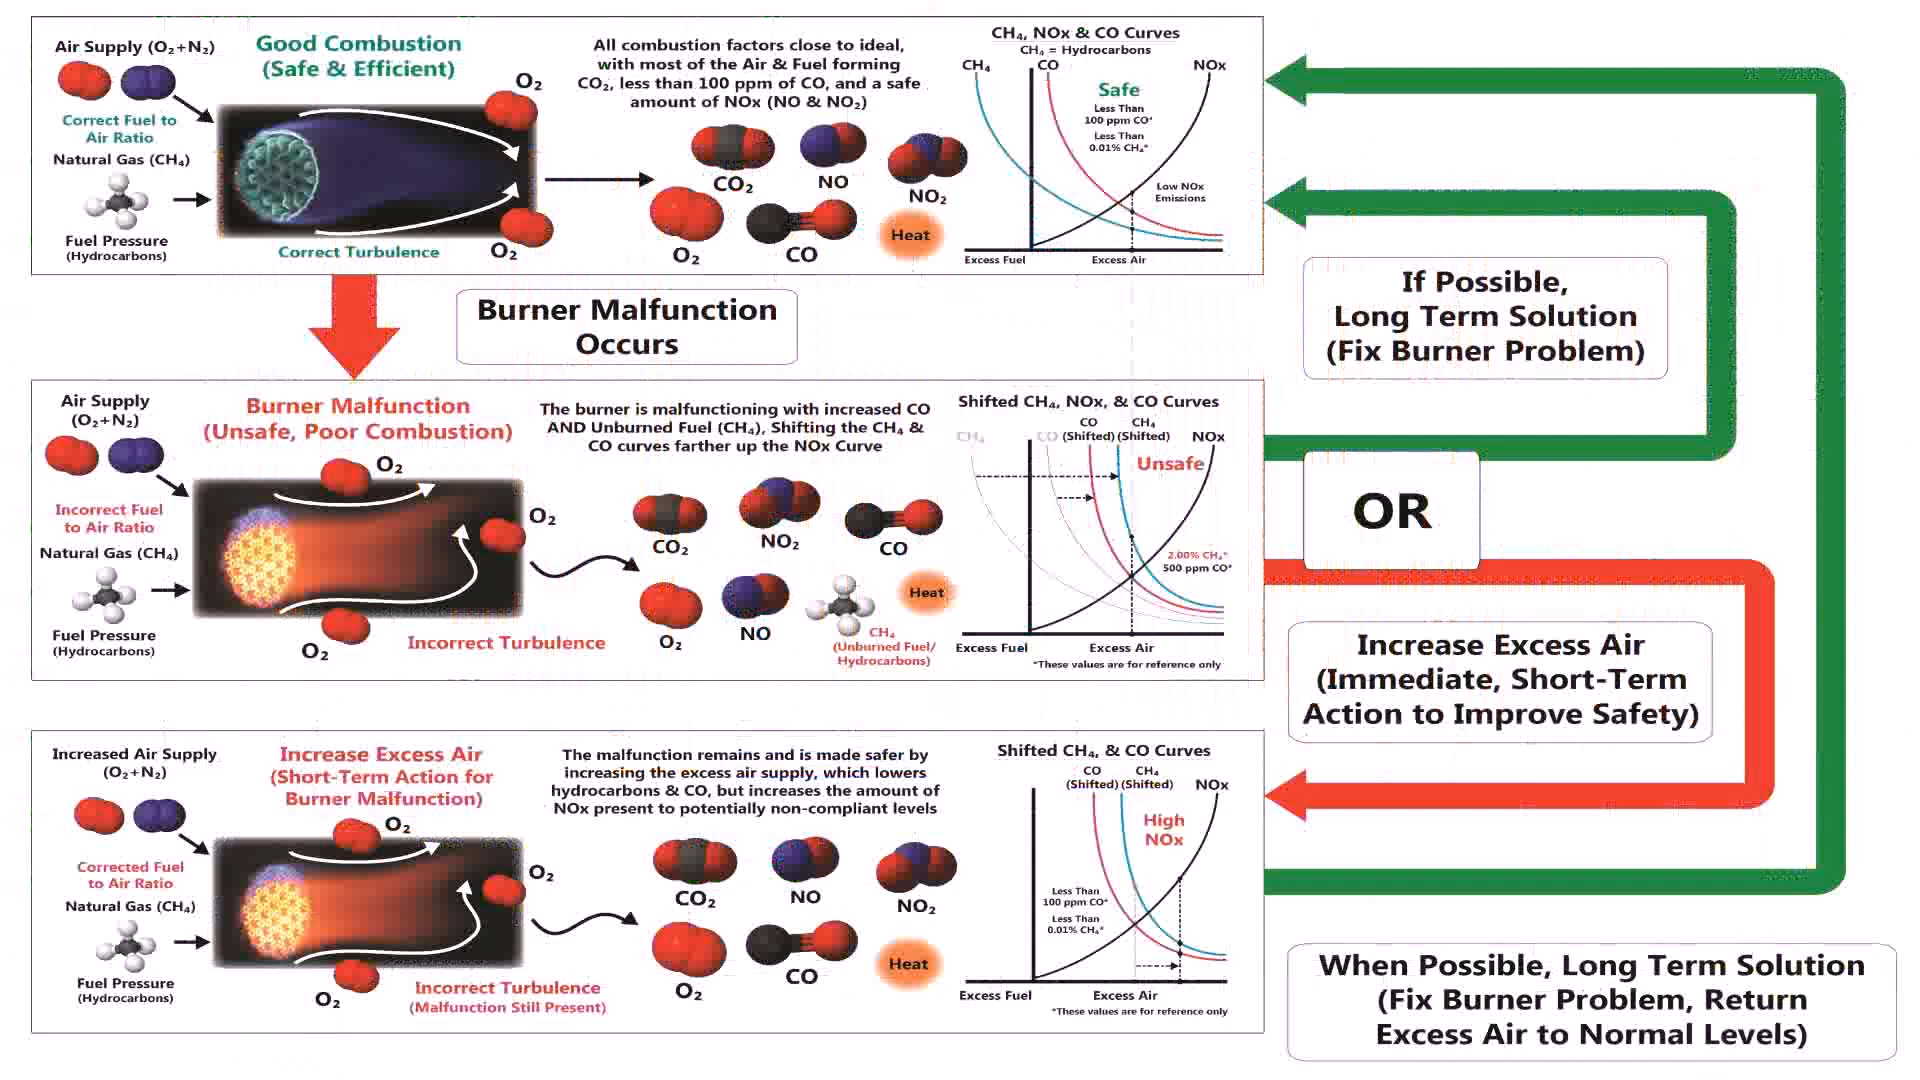 Air Supply (O₂+N₂)
Correct Fuel to
Air Ratio
Natural Gas (CH₄)
Fuel Pressure
(Hydrocarbons)
Good Combustion
(Safe & Efficient)
O₂
O₂
Correct Turbulence
All combustion factors close to ideal,
with most of the Air & Fuel forming
CO₂, less than 100 ppm of CO, and a safe
amount of NOx (NO & NO₂)
CO₂
NO
NO₂
O₂
CO
Heat
CH₄, NOx & CO Curves
CH₄ = Hydrocarbons
CH₄
CO
NOx
Safe
Less Than
100 ppm CO*
Less Than
0.01% CH₄*
Low NOx
Emissions
Excess Fuel
Excess Air
Burner Malfunction
Occurs
If Possible,
Long Term Solution
(Fix Burner Problem)
Air Supply
(O₂+N₂)
Incorrect Fuel
to Air Ratio
Natural Gas (CH₄)
Fuel Pressure
(Hydrocarbons)
Burner Malfunction
(Unsafe, Poor Combustion)
O₂
O₂
O₂
Incorrect Turbulence
The burner is malfunctioning with increased CO
AND Unburned Fuel (CH₄), Shifting the CH₄ &
CO curves farther up the NOx Curve
CO₂
NO₂
CO
O₂
NO
CH₄
(Unburned Fuel/
Hydrocarbons)
Heat
Shifted CH₄, NOx, & CO Curves
CH₄
CO
CO
(Shifted)
CH₄
(Shifted)
NOx
Unsafe
2.00% CH₄*
500 ppm CO*
Excess Fuel
Excess Air
*These values are for reference only
OR
Increase Excess Air
(Immediate, Short-Term
Action to Improve Safety)
Increased Air Supply
(O₂+N₂)
Corrected Fuel
to Air Ratio
Natural Gas (CH₄)
Fuel Pressure
(Hydrocarbons)
Increase Excess Air
(Short-Term Action for
Burner Malfunction)
O₂
O₂
O₂
Incorrect Turbulence
(Malfunction Still Present)
The malfunction remains and is made safer by
increasing the excess air supply, which lowers
hydrocarbons & CO, but increases the amount of
NOx present to potentially non-compliant levels
CO₂
NO
NO₂
O₂
CO
Heat
Shifted CH₄, & CO Curves
CO
(Shifted)
CH₄
(Shifted)
NOx
High
NOx
Less Than
100 ppm CO*
Less Than
0.01% CH₄*
Excess Fuel
Excess Air
*These values are for reference only
When Possible, Long Term Solution
(Fix Burner Problem, Return
Excess Air to Normal Levels)